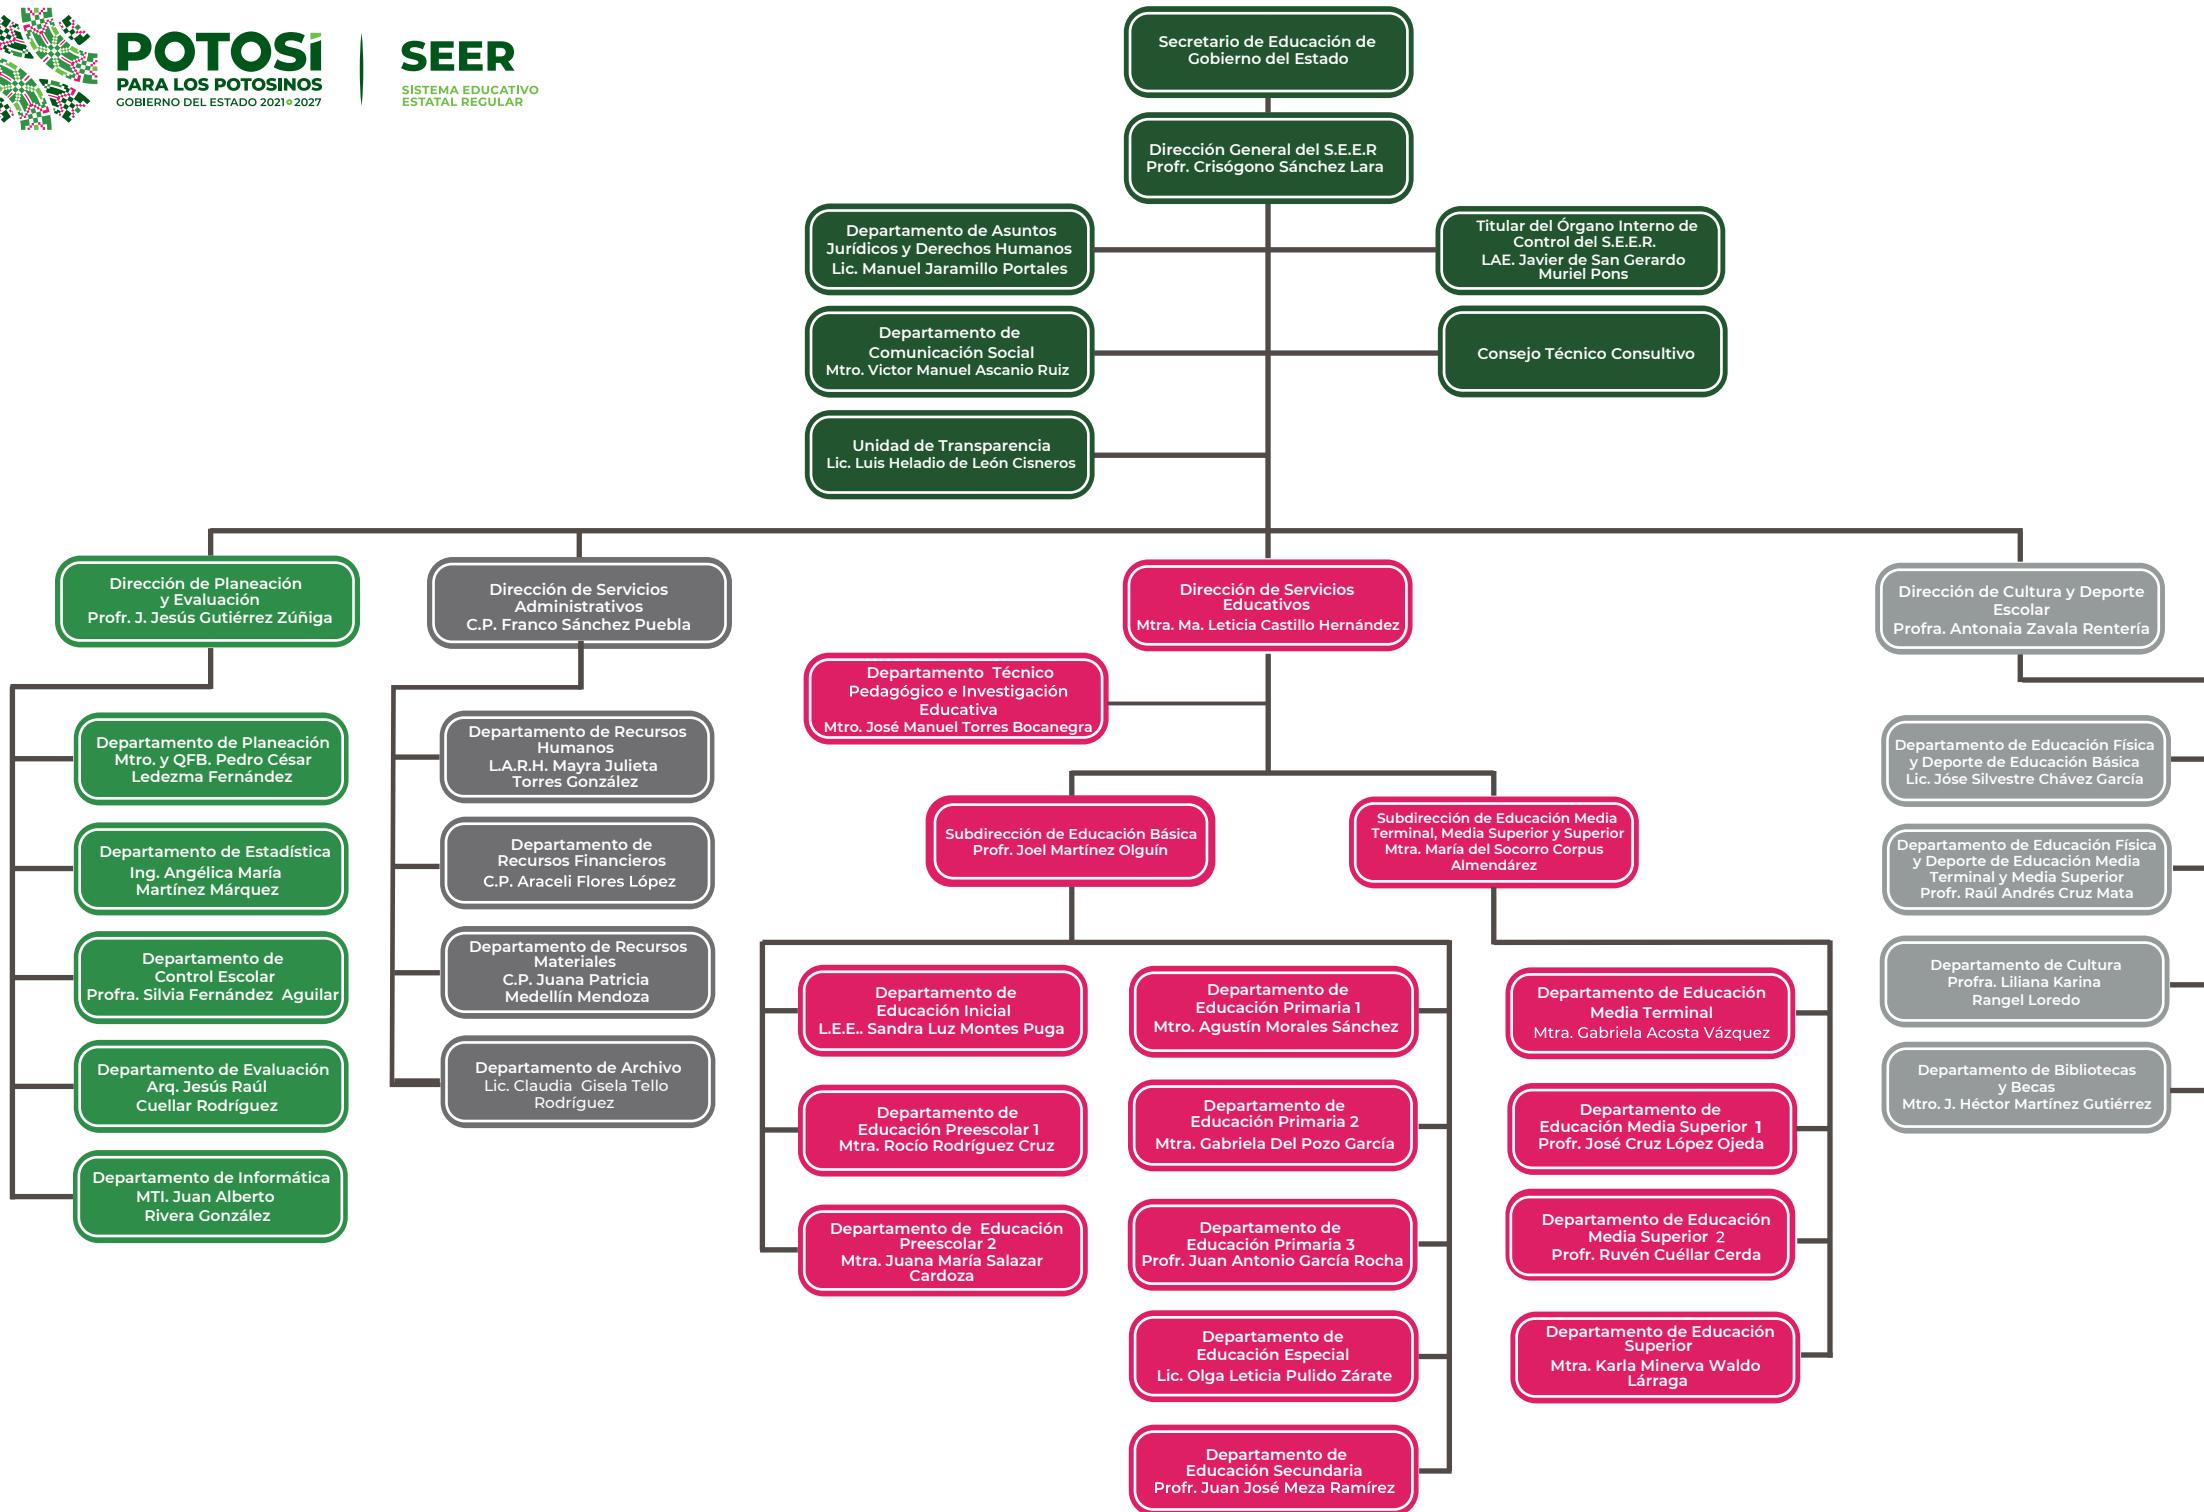 POTOSÍ
PARA LOS POTOSINOS
GOBIERNO DEL ESTADO 2021 2027
SEER
SISTEMA EDUCATIVO
ESTATAL REGULAR
Secretario de Educación de
Gobierno del Estado
Dirección General del S.E.E.R
Profr. Crisógono Sánchez Lara
Departamento de Asuntos
Jurídicos y Derechos Humanos
Lic. Manuel Jaramillo Portales
Titular del Órgano Interno de
Control del S.E.E.R.
LAE. Javier de San Gerardo
Muriel Pons
Departamento de
Comunicación Social
Mtro. Victor Manuel Ascanio Ruiz
Consejo Técnico Consultivo
Unidad de Transparencia
Lic. Luis Heladio de León Cisneros
Dirección de Planeación
y Evaluación
Profr. J. Jesús Gutiérrez Zúñiga
Dirección de Servicios
Administrativos
C.P. Franco Sánchez Puebla
Dirección de Servicios
Educativos
Mtra. Ma. Leticia Castillo Hernández
Dirección de Cultura y Deporte
Escolar
Profra. Antonaia Zavala Rentería
Departamento Técnico
Pedagógico e Investigación
Educativa
Mtro. José Manuel Torres Bocanegra
Departamento de Planeación
Mtro. y QFB. Pedro César
Ledezma Fernández
Departamento de Estadística
Ing. Angélica María
Martínez Márquez
Departamento de
Control Escolar
Profra. Silvia Fernández Aguilar
Departamento de Evaluación
Arq. Jesús Raúl
Cuellar Rodríguez
Departamento de Informática
MTI. Juan Alberto
Rivera González
Departamento de Recursos
Humanos
L.A.R.H. Mayra Julieta
Torres González
Departamento de
Recursos Financieros
C.P. Araceli Flores López
Departamento de Recursos
Materiales
C.P. Juana Patricia
Medellín Mendoza
Departamento de Archivo
Lic. Claudia Gisela Tello
Rodríguez
Subdirección de Educación Básica
Profr. Joel Martínez Olguín
Subdirección de Educación Media
Terminal, Media Superior y Superior
Mtra. María del Socorro Corpus
Almendárez
Departamento de
Educación Inicial
L.E.E.. Sandra Luz Montes Puga
Departamento de
Educación Preescolar 1
Mtra. Rocío Rodríguez Cruz
Departamento de Educación
Preescolar 2
Mtra. Juana María Salazar
Cardoza
Departamento de
Educación Primaria 1
Mtro. Agustín Morales Sánchez
Departamento de
Educación Primaria 2
Mtra. Gabriela Del Pozo García
Departamento de
Educación Primaria 3
Profr. Juan Antonio García Rocha
Departamento de
Educación Especial
Lic. Olga Leticia Pulido Zárate
Departamento de
Educación Secundaria
Profr. Juan José Meza Ramírez
Departamento de Educación
Media Terminal
Mtra. Gabriela Acosta Vázquez
Departamento de
Educación Media Superior 1
Profr. José Cruz López Ojeda
Departamento de Educación
Media Superior 2
Profr. Ruvén Cuéllar Cerda
Departamento de Educación
Superior
Mtra. Karla Minerva Waldo
Lárraga
Departamento de Educación Física
y Deporte de Educación Básica
Lic. Jóse Silvestre Chávez García
Departamento de Educación Física
y Deporte de Educación Media
Terminal y Media Superior
Profr. Raúl Andrés Cruz Mata
Departamento de Cultura
Profra. Liliana Karina
Rangel Loredo
Departamento de Bibliotecas
y Becas
Mtro. J. Héctor Martínez Gutiérrez